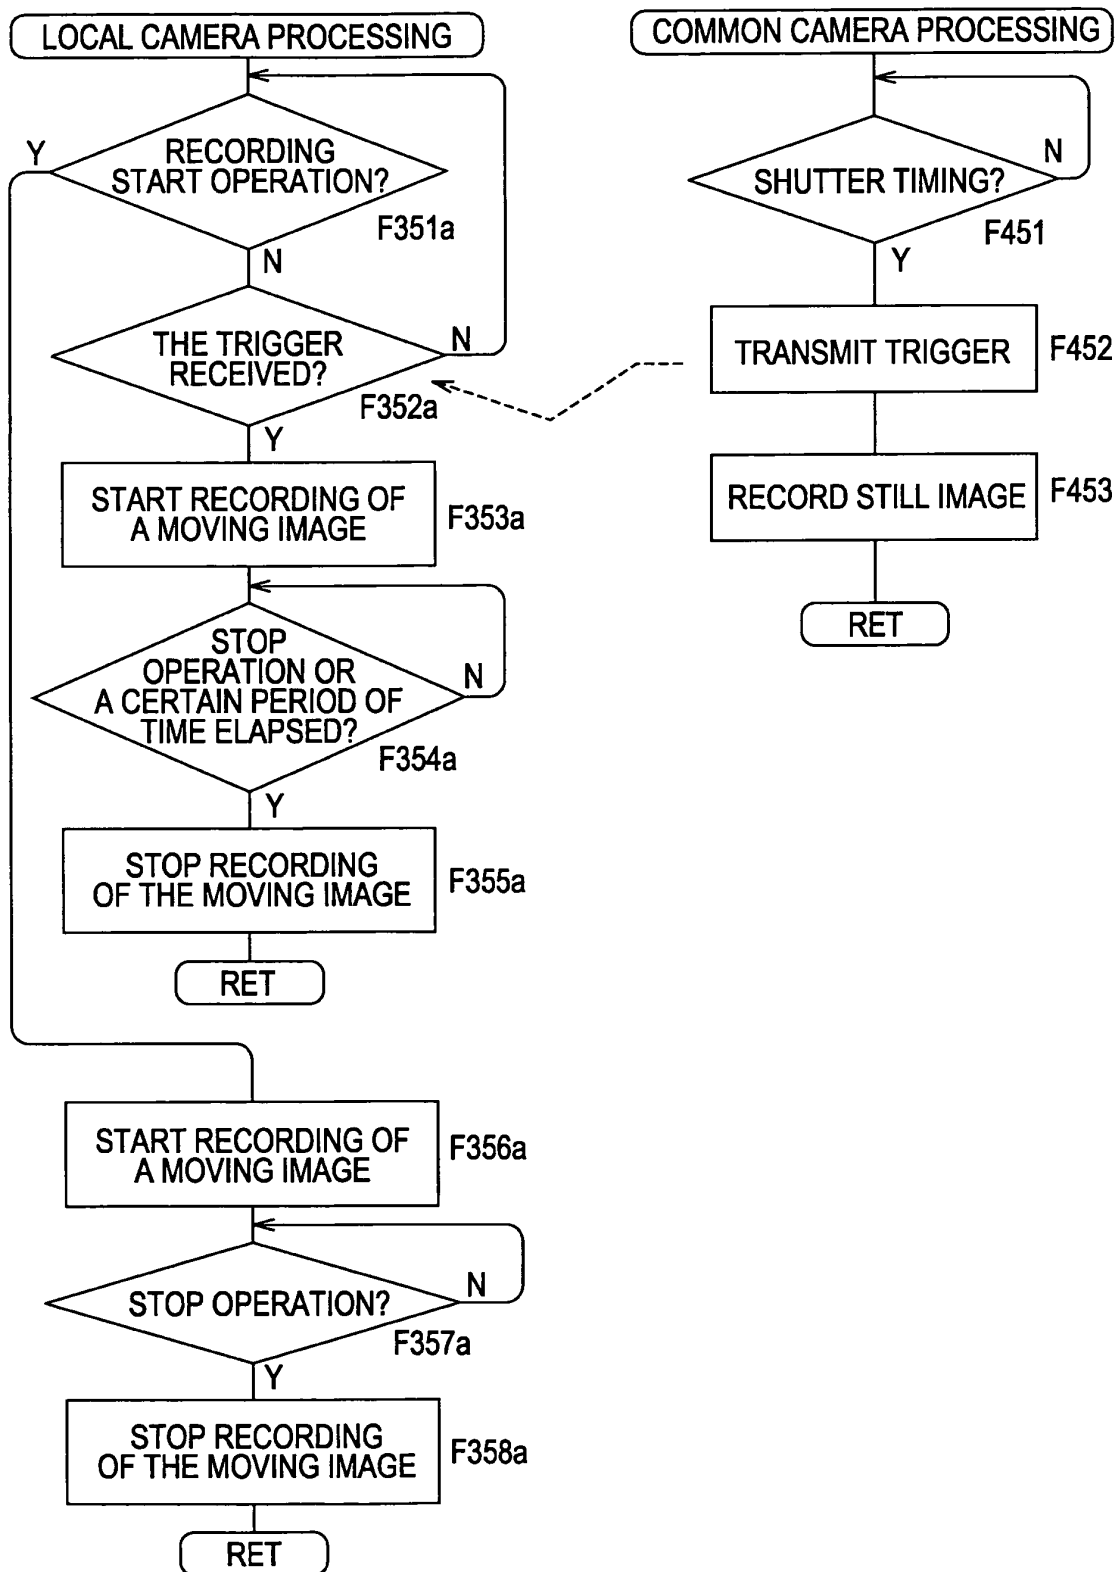 LOCAL CAMERA PROCESSING
Y
RECORDING
START OPERATION?
F351a
N
THE TRIGGER
RECEIVED?
N
F352a
Y
START RECORDING OF
A MOVING IMAGE
F353a
STOP
OPERATION OR
A CERTAIN PERIOD OF
TIME ELAPSED?
N
F354a
Y
STOP RECORDING
OF THE MOVING IMAGE
F355a
RET
START RECORDING OF
A MOVING IMAGE
F356a
STOP OPERATION?
N
F357a
Y
STOP RECORDING
OF THE MOVING IMAGE
F358a
RET
COMMON CAMERA PROCESSING
SHUTTER TIMING?
N
F451
Y
TRANSMIT TRIGGER
F452
RECORD STILL IMAGE
F453
RET